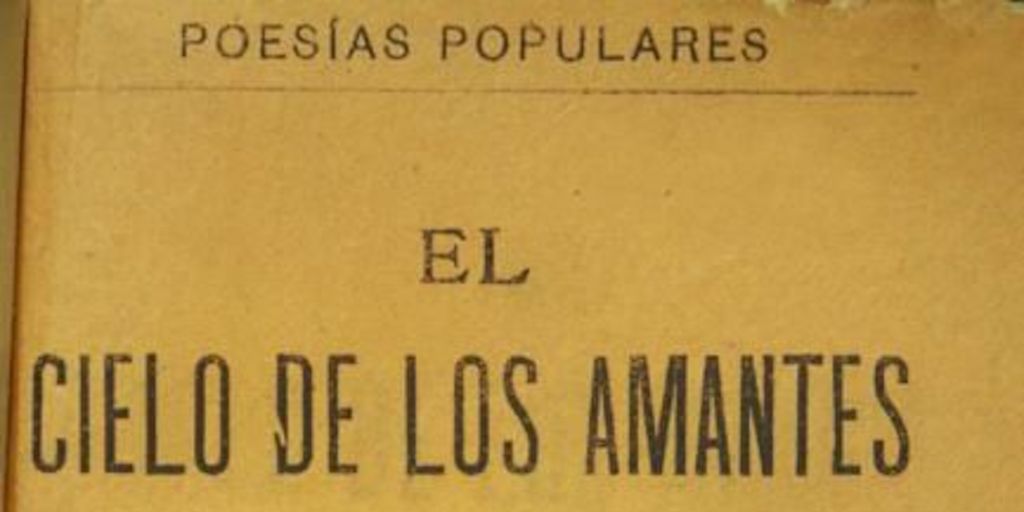 POESÍAS POPULARES
EL
CIELO DE LOS AMANTES